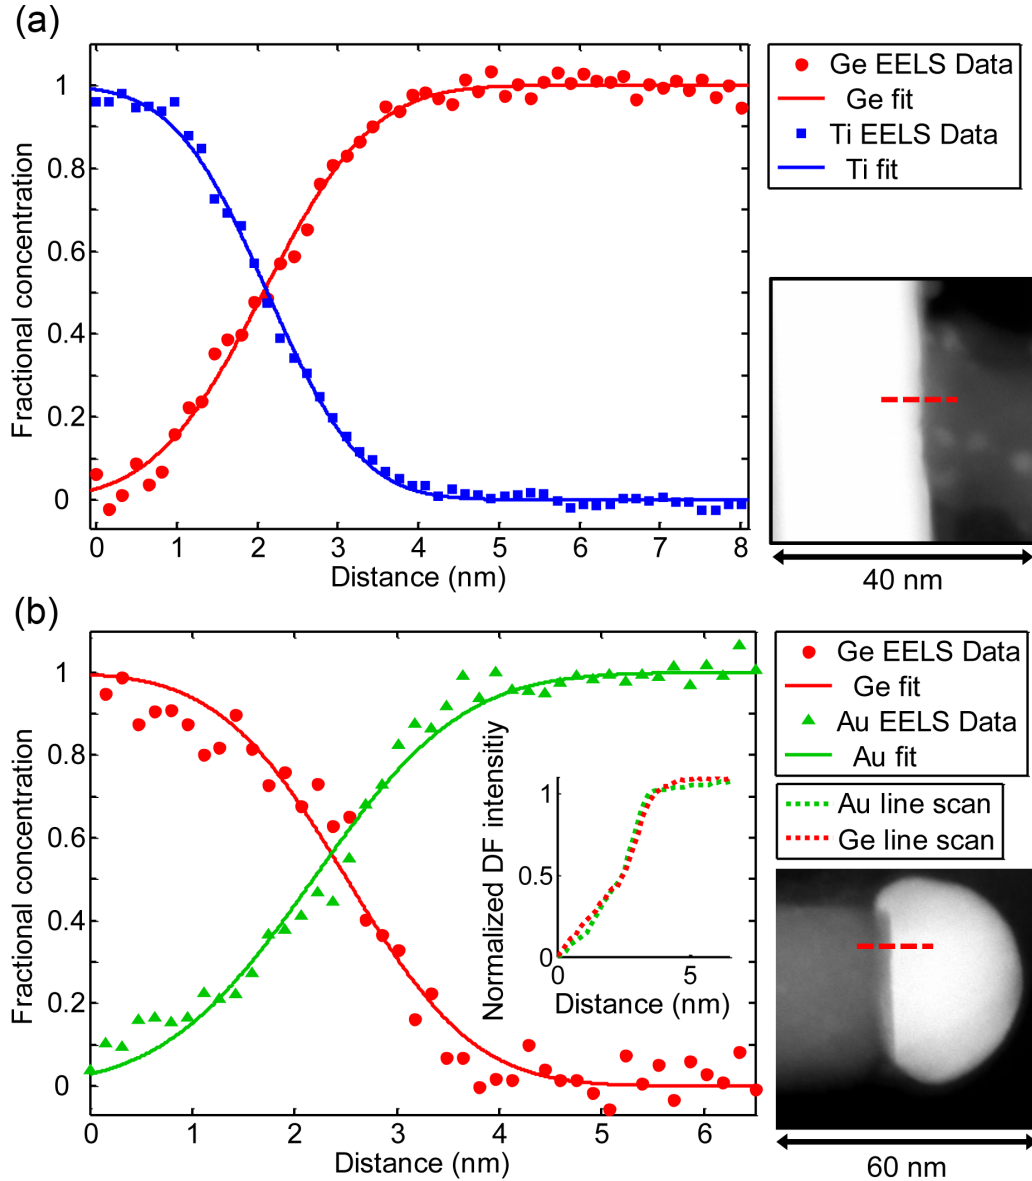 (a)
1
0.8
0.6
0.4
0.2
0
Fractional concentration
0 1 2 3 4 5 6 7 8
Distance (nm)
Ge EELS Data
Ge fit
Ti EELS Data
Ti fit
40 nm
(b)
1
0.8
0.6
0.4
0.2
0
Fractional concentration
0 1 2 3 4 5 6
Distance (nm)
Normalized DF intensitiy
1
0.5
0
0 5
Distance (nm)
Ge EELS Data
Ge fit
Au EELS Data
Au fit
Au line scan
Ge line scan
60 nm